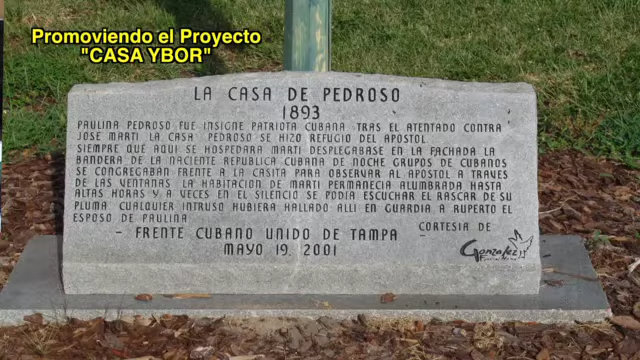 Promoviendo el Proyecto
"CASA YBOR"
LA CASA DE PEDROSO
1893
PAULINA PEDROSO FUE INSIGNE PATRIOTA CUBANA TRAS EL ATENTADO CONTRA
JOSE MARTI LA CASA PEDROSO SE HIZO REFUGIO DEL APOSTOL
SIEMPRE QUE AQUI SE HOSPEDARA MARTI DESPLEGABASE EN LA FACHADA LA
BANDERA DE LA NACIENTE REPUBLICA CUBANA DE NOCHE GRUPOS DE CUBANOS
SE CONGREGABAN FRENTE A LA CASITA PARA OBSERVAR AL APOSTOL A TRAVES
DE LAS VENTANAS LA HABITACION DE MARTI PERMANECIA ALUMBRADA HASTA
ALTAS HORAS Y A VECES EN EL SILENCIO SE PODIA ESCUCHAR EL RASCAR DE SU
PLUMA CUALQUIER INTRUSO HUBIERA HALLADO ALLI EN GUARDIA A RUPERTO EL
ESPOSO DE PAULINA
- FRENTE CUBANO UNIDO DE TAMPA -
MAYO 19, 2001
CORTESIA DE
Gonzalez